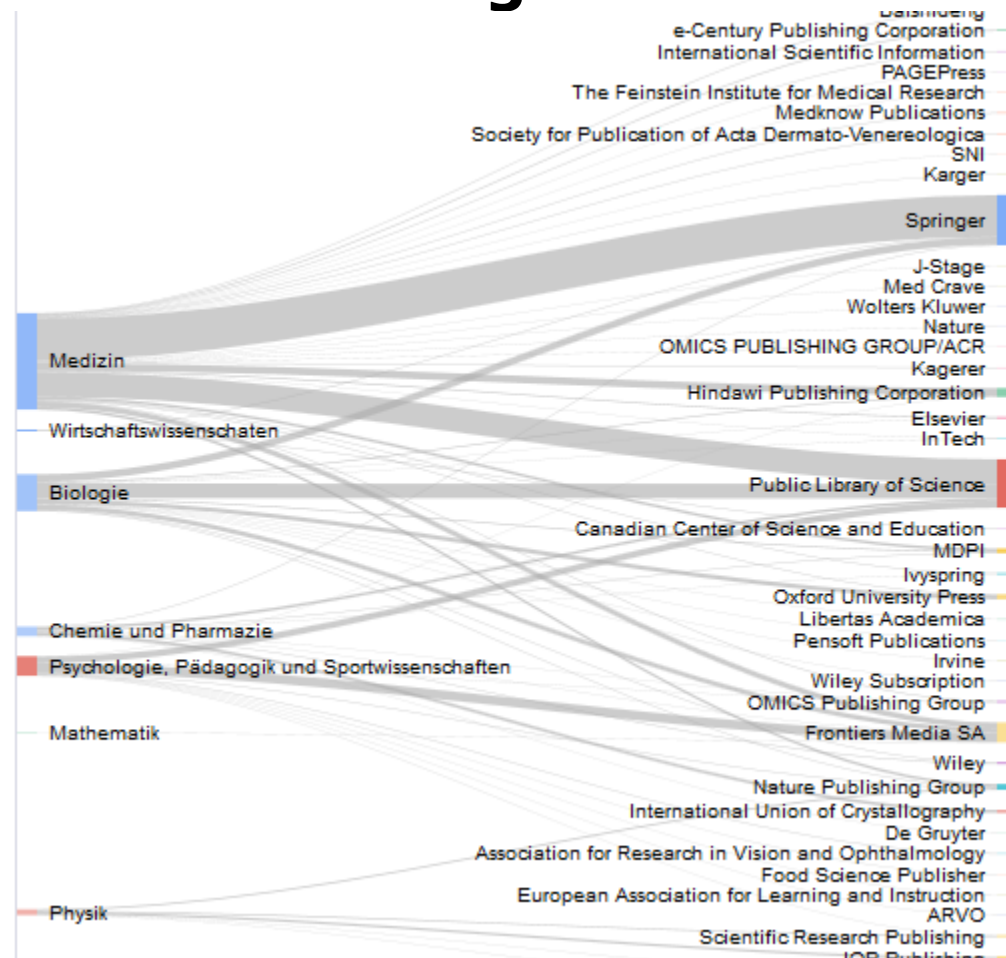 e-Century Publishing Corporation
International Scientific Information
PAGEPress
The Feinstein Institute for Medical Research
Medknow Publications
Society for Publication of Acta Dermato-Venereologica
SNI
Karger
Springer
J-Stage
Med Crave
Wolters Kluwer
Nature
OMICS PUBLISHING GROUP/ACR
Medizin
Kagerer
Hindawi Publishing Corporation
Elsevier
Wirtschaftswissenschaten
InTech
Public Library of Science
Biologie
Canadian Center of Science and Education
MDPI
Ivyspring
Oxford University Press
Libertas Academica
Chemie und Pharmazie
Pensoft Publications
Irvine
Psychologie, Pädagogik und Sportwissenschaften
Wiley Subscription
OMICS Publishing Group
Mathematik
Frontiers Media SA
Wiley
Nature Publishing Group
International Union of Crystallography
De Gruyter
Association for Research in Vision and Ophthalmology
Food Science Publisher
European Association for Learning and Instruction
Physik
ARVO
Scientific Research Publishing